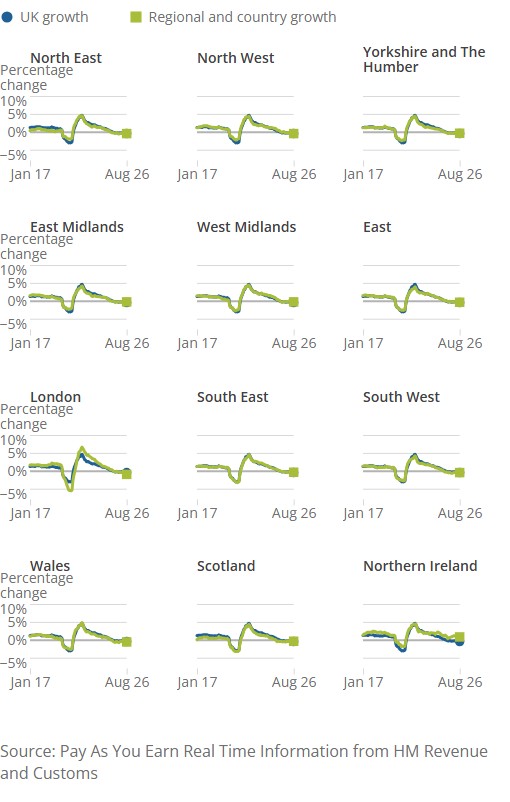 UK growth
Regional and country growth
North East
North West
Yorkshire and The
Humber
Percentage
change
10%
5%
0%
−5%
Jan 17
Aug 26
Jan 17
Aug 26
Jan 17
Aug 26
East Midlands
West Midlands
East
Percentage
change
10%
5%
0%
−5%
Jan 17
Aug 26
Jan 17
Aug 26
Jan 17
Aug 26
London
South East
South West
Percentage
change
10%
5%
0%
−5%
Jan 17
Aug 26
Jan 17
Aug 26
Jan 17
Aug 26
Wales
Scotland
Northern Ireland
Percentage
change
10%
5%
0%
−5%
Jan 17
Aug 26
Jan 17
Aug 26
Jan 17
Aug 26
Source: Pay As You Earn Real Time Information from HM Revenue
and Customs